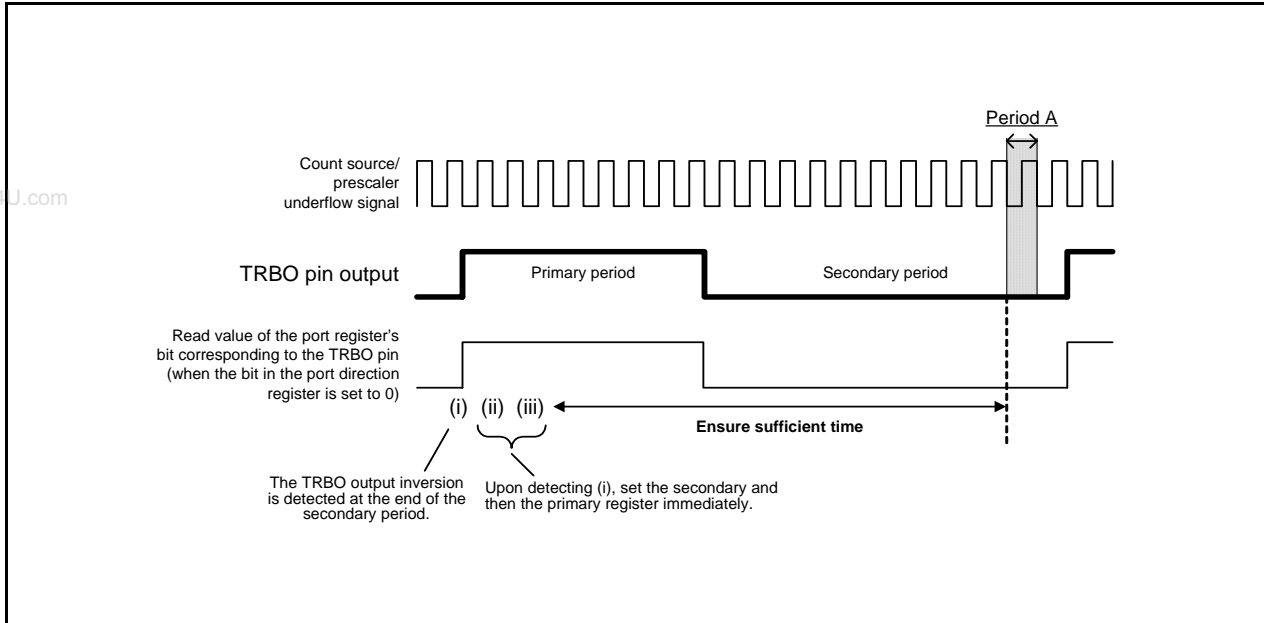 Period A
Count source/
prescaler
underflow signal
4U.com
TRBO pin output
Primary period
Secondary period
Read value of the port register's
bit corresponding to the TRBO pin
(when the bit in the port direction
register is set to 0)
(i) (ii) (iii)
Ensure sufficient time
The TRBO output inversion
is detected at the end of the
secondary period.
Upon detecting (i), set the secondary and
then the primary register immediately.